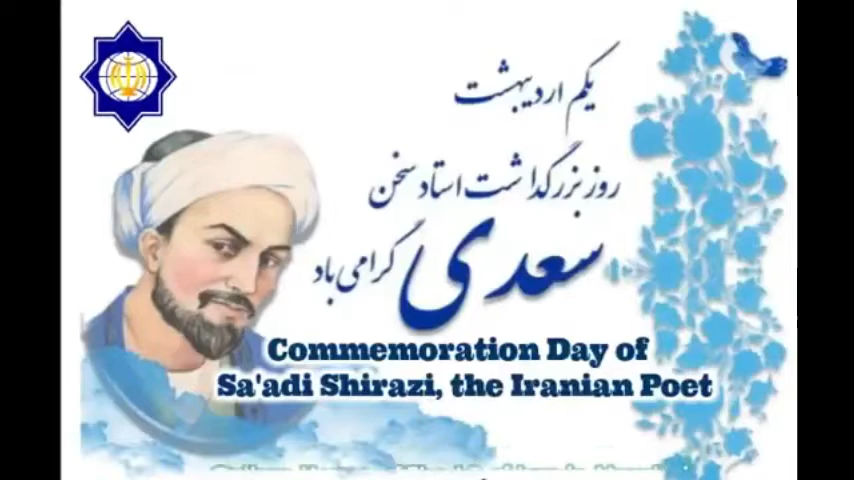 یکم اردیبهشت
روز بزرگداشت استاد سخن
سعدی گرامی باد
Commemoration Day of
Sa'adi Shirazi, the Iranian Poet